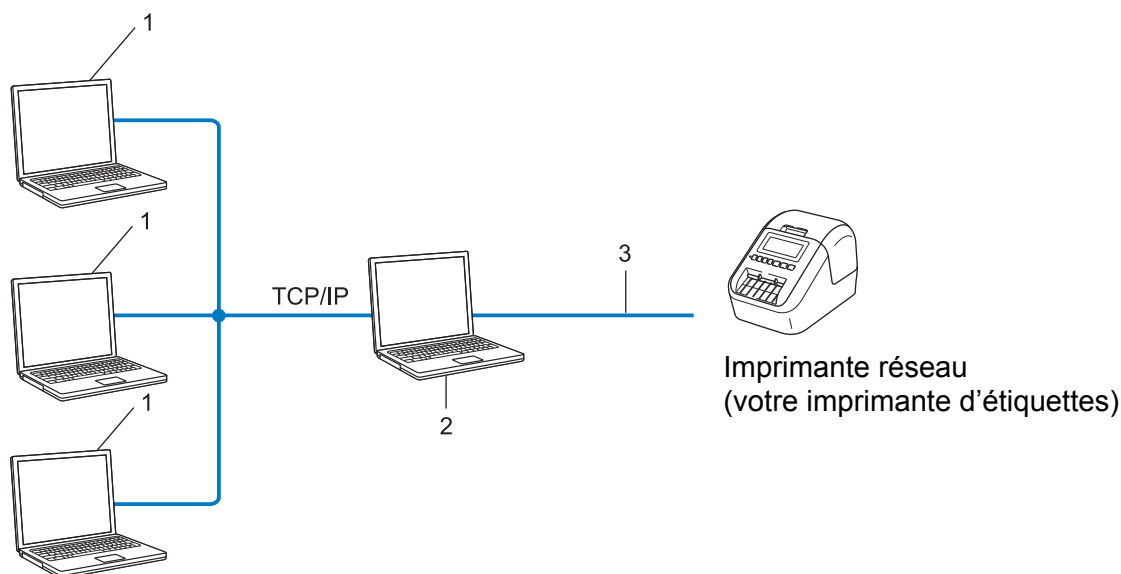 1
1
3
TCP/IP
Imprimante réseau
(votre imprimante d’étiquettes)
1
2